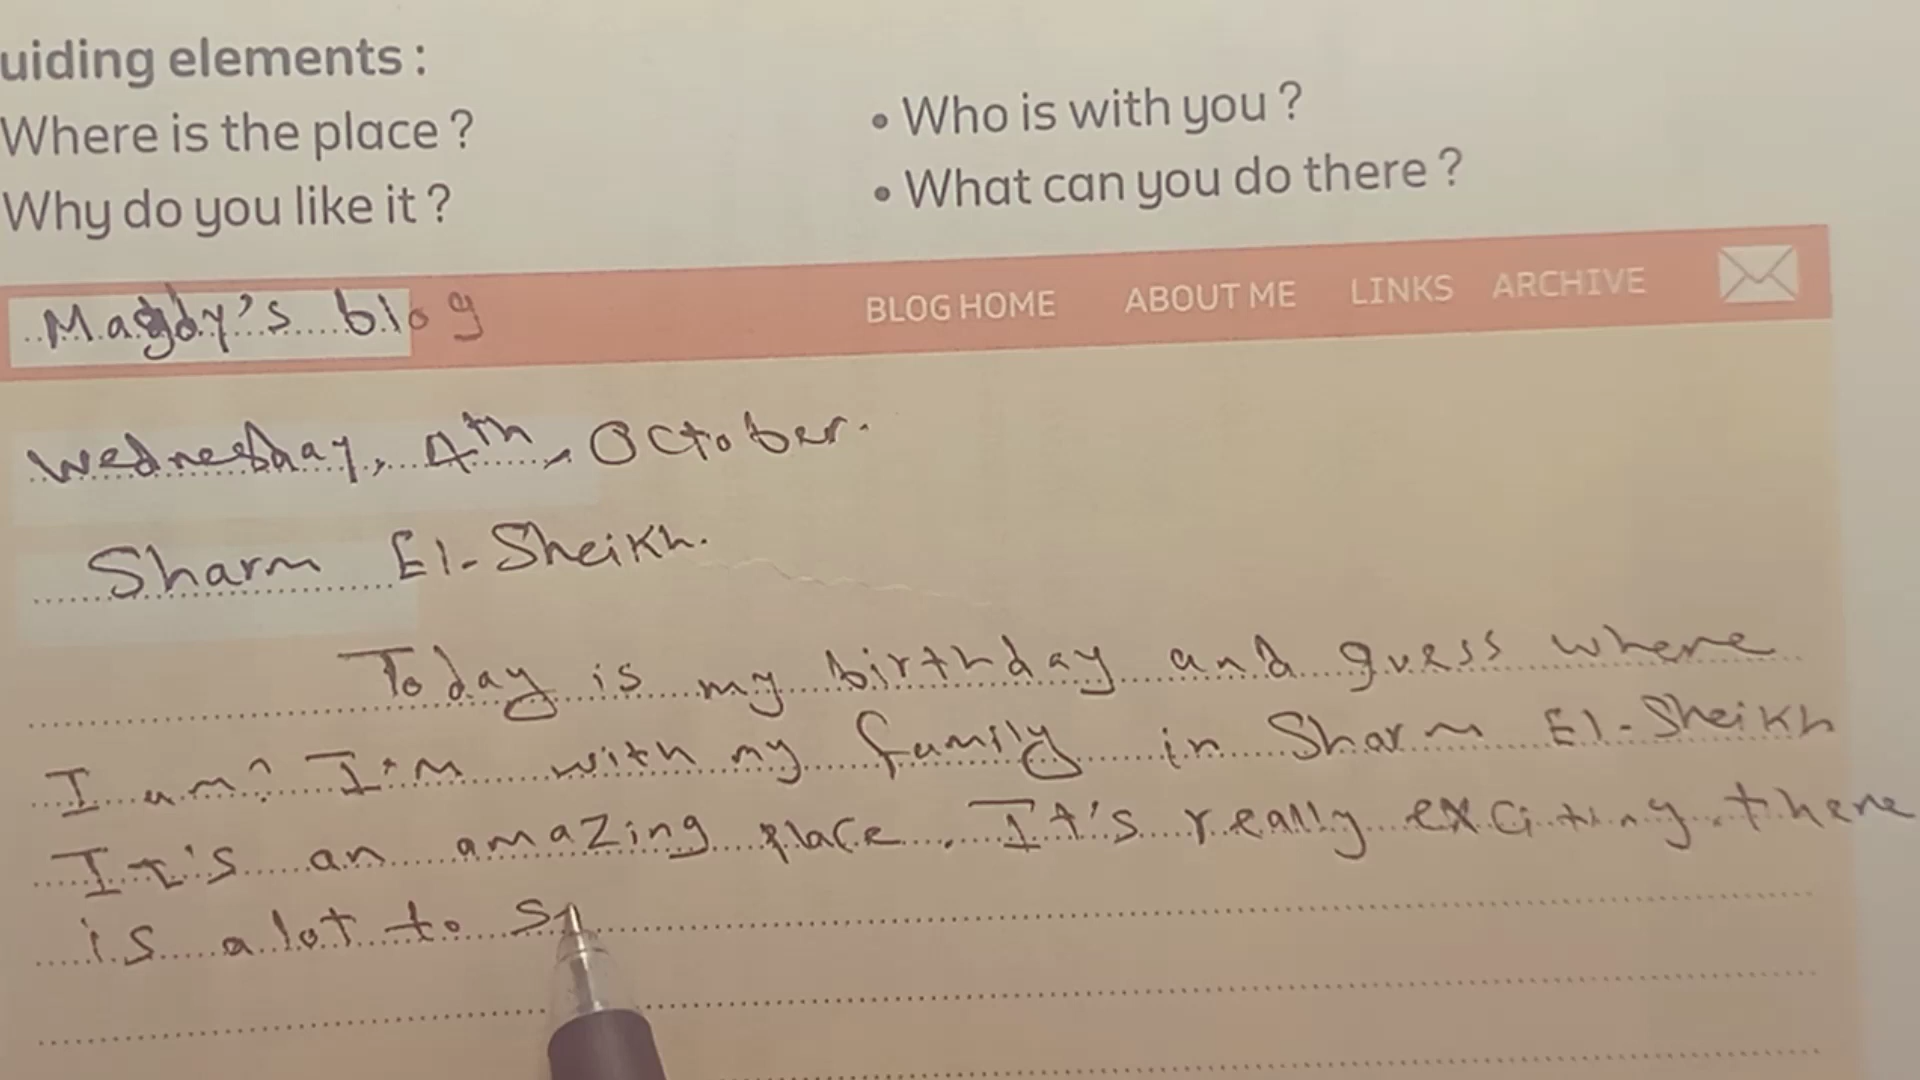 uiding elements :
Where is the place ?
• Who is with you ?
Why do you like it ?
• What can you do there ?
Magdy's blog
BLOG HOME ABOUT ME LINKS ARCHIVE
Wednesday, 4th, October.
Sharm El-Sheikh.
Today is my birthday and guess where
I am? I'm with my family in Sharm El-Sheikh
It's an amazing place. It's really exciting. there
is a lot to s